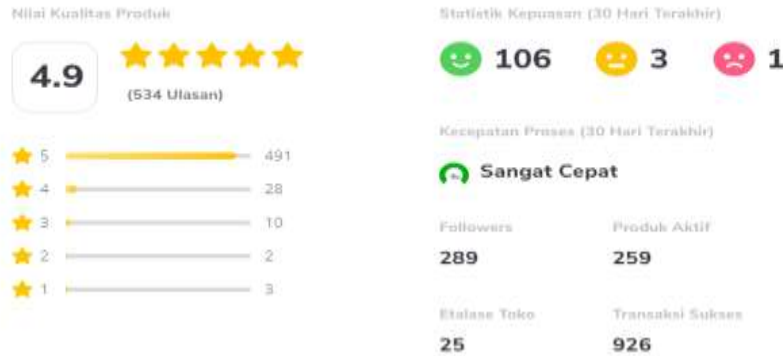 Nilai Kualitas Produk
4.9
(534 Ulasan)
5 491
4 28
3 10
2 2
1 3
Statistik Kepuasan (30 Hari Terakhir)
106 3 1
Kecepatan Proses (30 Hari Terakhir)
Sangat Cepat
Followers Produk Aktif
289 259
Etalase Toko Transaksi Sukses
25 926